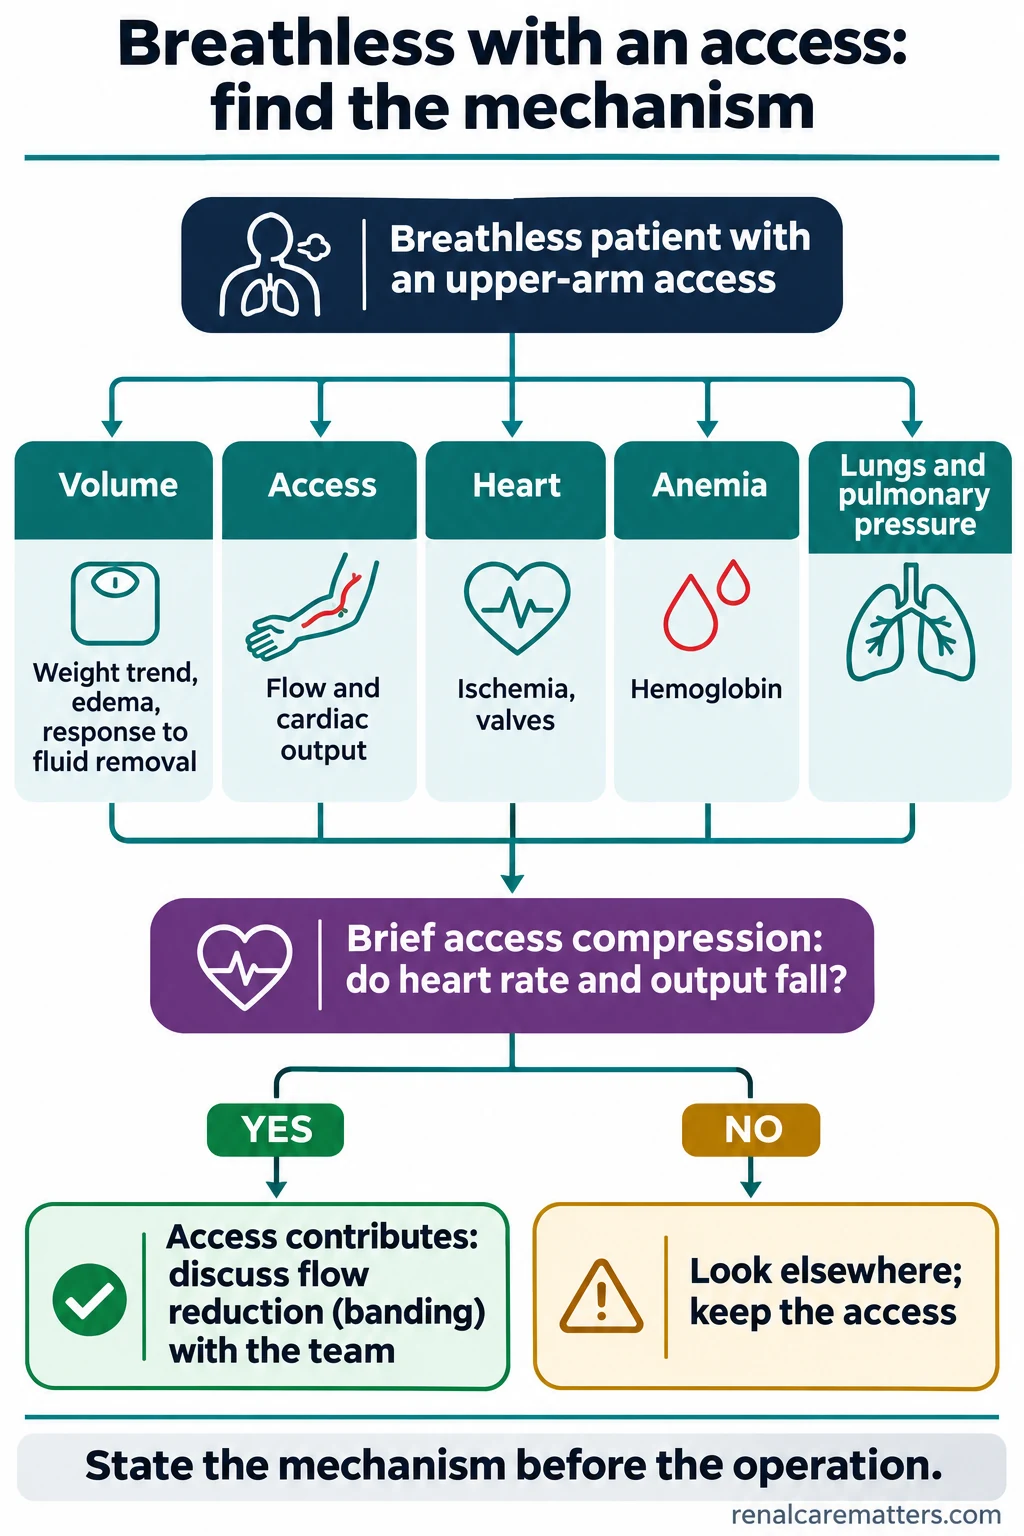 Breathless with an access:
find the mechanism
Breathless patient with
an upper-arm access
Volume
Weight trend,
edema,
response to
fluid removal
Access
Flow and
cardiac
output
Heart
Ischemia,
valves
Anemia
Hemoglobin
Lungs and
pulmonary
pressure
Brief access compression:
do heart rate and output fall?
YES
Access contributes:
discuss flow
reduction (banding)
with the team
NO
Look elsewhere;
keep the access
State the mechanism before the operation.
renalcarematters.com